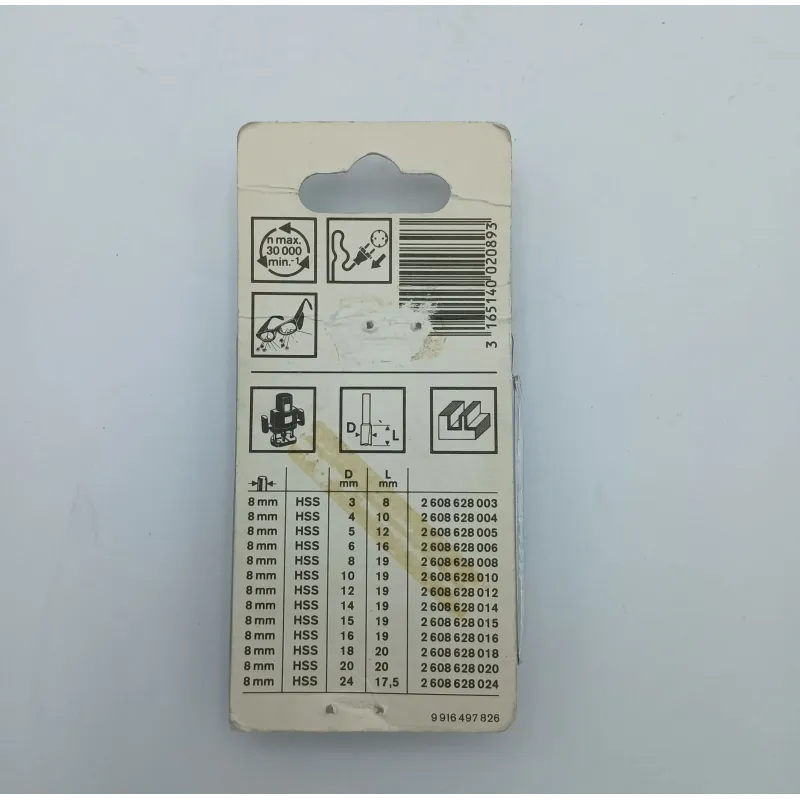 n max.
30 000
min.-1
3 165140 020893
D
L
D L
mm mm
8 mm HSS 3 8 2 608 628 003
8 mm HSS 4 10 2 608 628 004
8 mm HSS 5 12 2 608 628 005
8 mm HSS 6 16 2 608 628 006
8 mm HSS 8 19 2 608 628 008
8 mm HSS 10 19 2 608 628 010
8 mm HSS 12 19 2 608 628 012
8 mm HSS 14 19 2 608 628 014
8 mm HSS 15 19 2 608 628 015
8 mm HSS 16 19 2 608 628 016
8 mm HSS 18 20 2 608 628 018
8 mm HSS 20 20 2 608 628 020
8 mm HSS 24 17,5 2 608 628 024
9 916 497 826